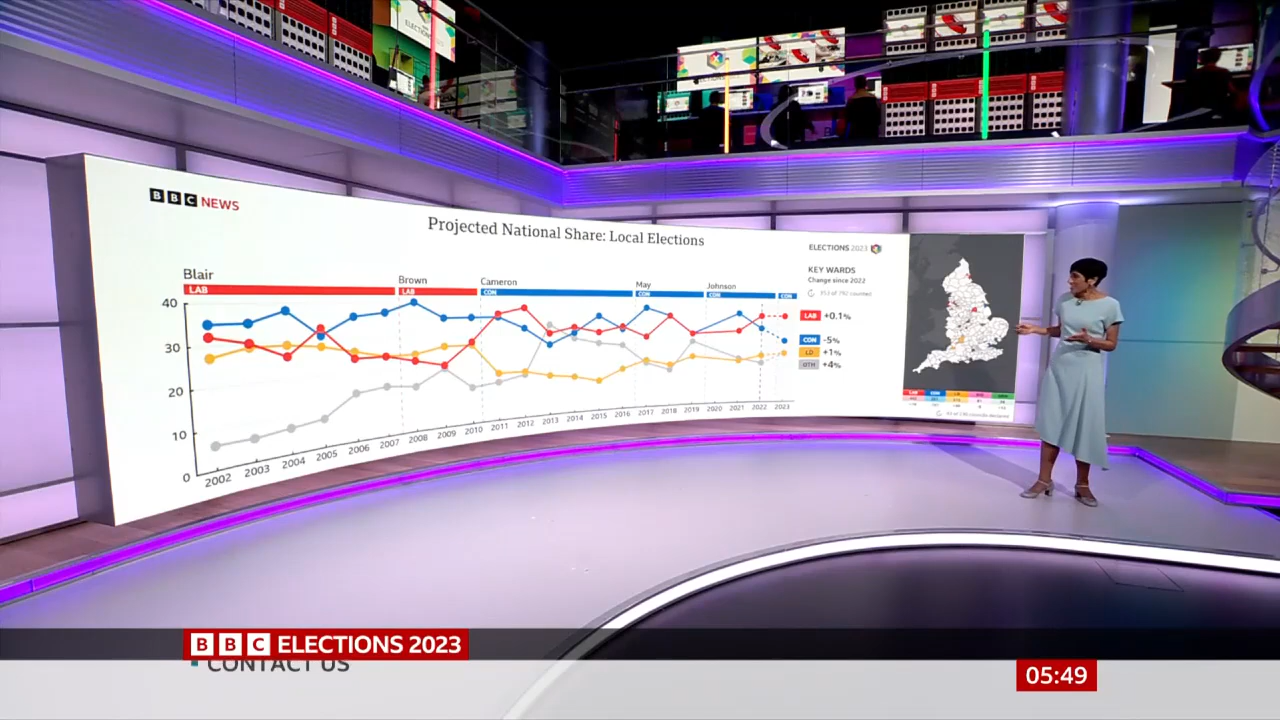 BBC NEWS
Projected National Share: Local Elections
ELECTIONS 2023
KEY WARDS
Change since 2022
Blair
Brown
Cameron
May
Johnson
LAB
LAB
CON
CON
CON
CON
40
30
20
10
0
LAB +0.1%
CON -5%
LD +1%
OTH +4%
2002 2003 2004 2005 2006 2007 2008 2009 2010 2011 2012 2013 2014 2015 2016 2017 2018 2019 2020 2021 2022 2023
LAB CON LD
BBC ELECTIONS 2023
CONTACT US
05:49